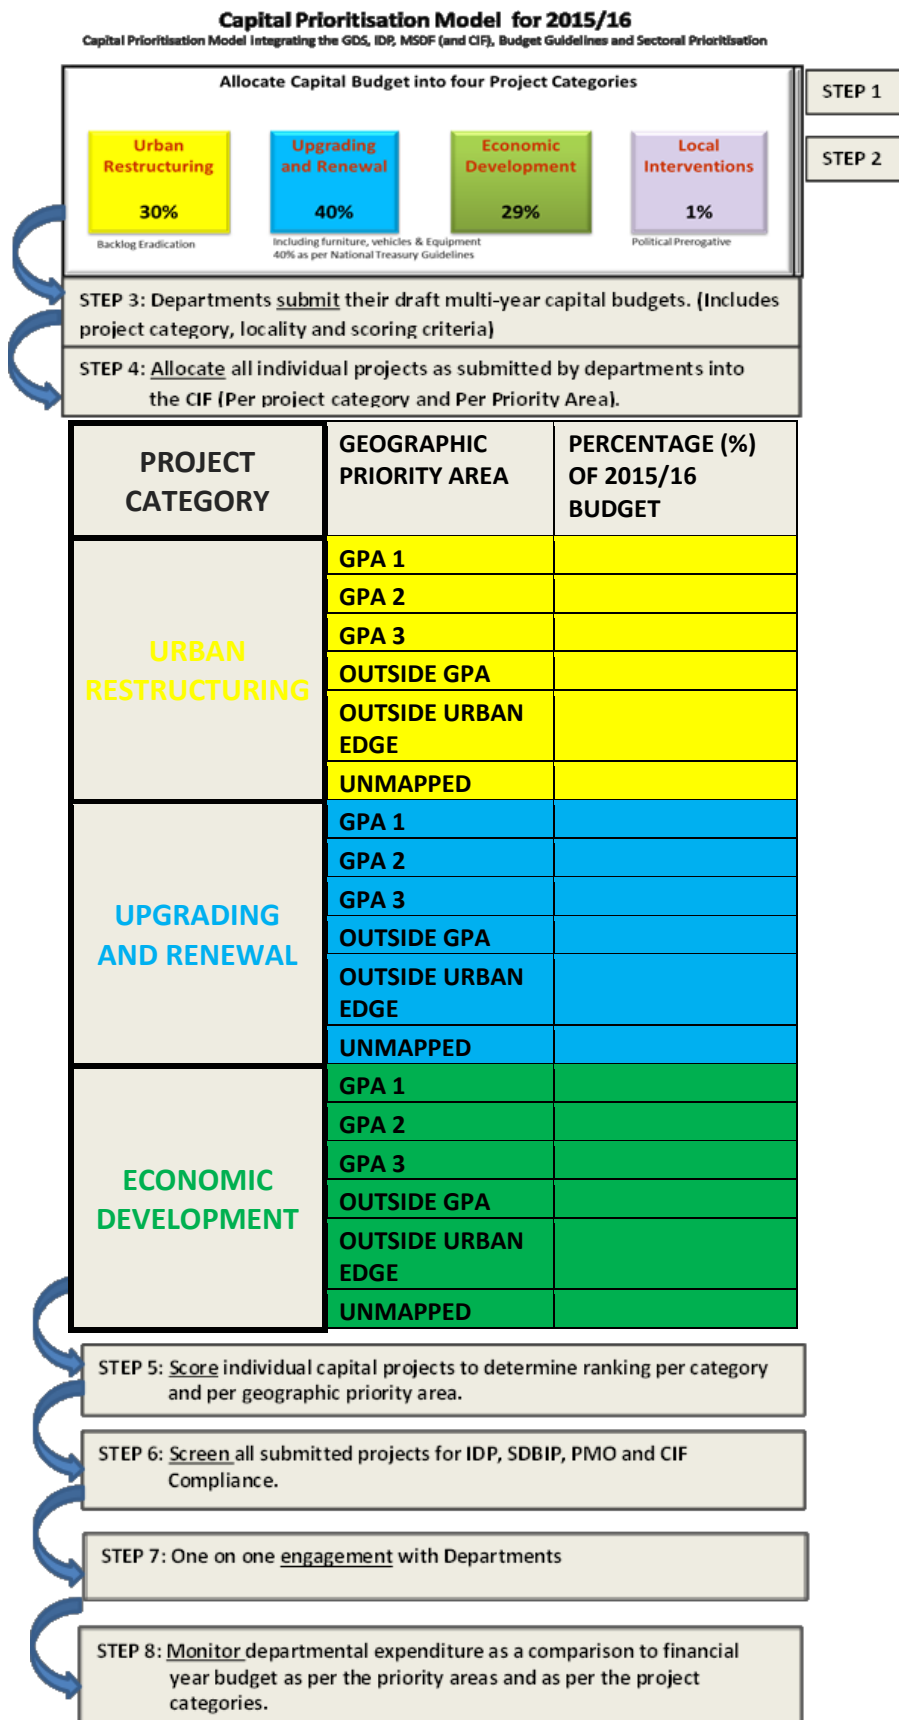 Capital Prioritisation Model for 2015/16
Capital Prioritisation Model Integrating the GDS, IDP, MSDF (and CIF), Budget Guidelines and Sectoral Prioritisation
Allocate Capital Budget into four Project Categories
STEP 1
STEP 2
Urban
Restructuring
30%
Backlog Eradication
Upgrading
and Renewal
40%
Including furniture, vehicles & Equipment
40% as per National Treasury Guidelines
Economic
Development
29%
Local
Interventions
1%
Political Prerogative
STEP 3: Departments submit their draft multi-year capital budgets. (Includes
project category, locality and scoring criteria)
STEP 4: Allocate all individual projects as submitted by departments into
the CIF (Per project category and Per Priority Area).
PROJECT
CATEGORY
GEOGRAPHIC
PRIORITY AREA
PERCENTAGE (%)
OF 2015/16
BUDGET
URBAN
RESTRUCTURING
GPA 1
GPA 2
GPA 3
OUTSIDE GPA
OUTSIDE URBAN
EDGE
UNMAPPED
UPGRADING
AND RENEWAL
GPA 1
GPA 2
GPA 3
OUTSIDE GPA
OUTSIDE URBAN
EDGE
UNMAPPED
ECONOMIC
DEVELOPMENT
GPA 1
GPA 2
GPA 3
OUTSIDE GPA
OUTSIDE URBAN
EDGE
UNMAPPED
STEP 5: Score individual capital projects to determine ranking per category
and per geographic priority area.
STEP 6: Screen all submitted projects for IDP, SDBIP, PMO and CIF
Compliance.
STEP 7: One on one engagement with Departments
STEP 8: Monitor departmental expenditure as a comparison to financial
year budget as per the priority areas and as per the project
categories.